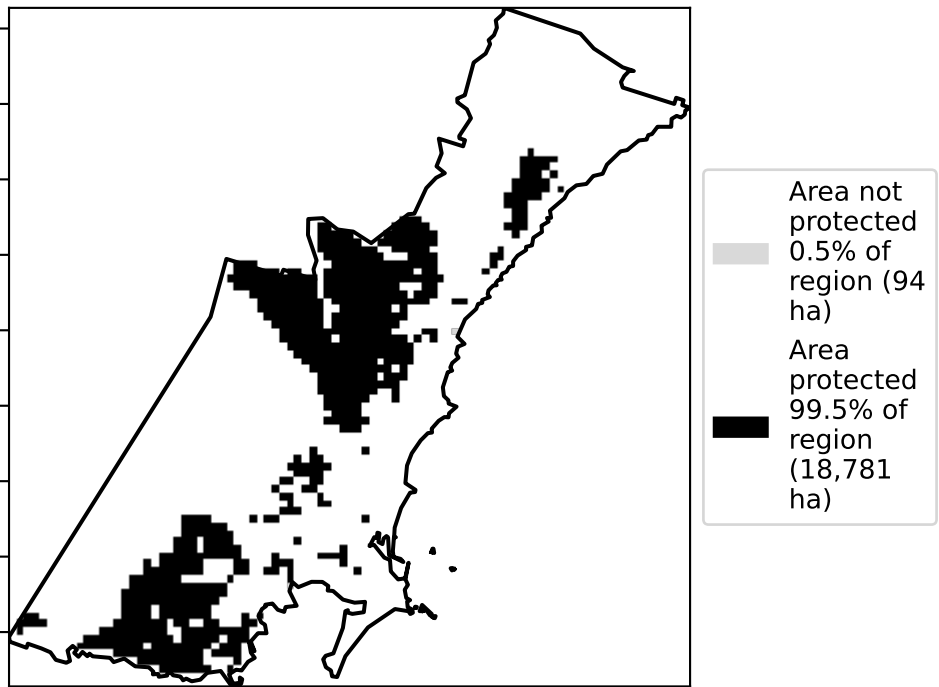 Area not
protected
0.5% of
region (94
ha)
Area
protected
99.5% of
region
(18,781
ha)